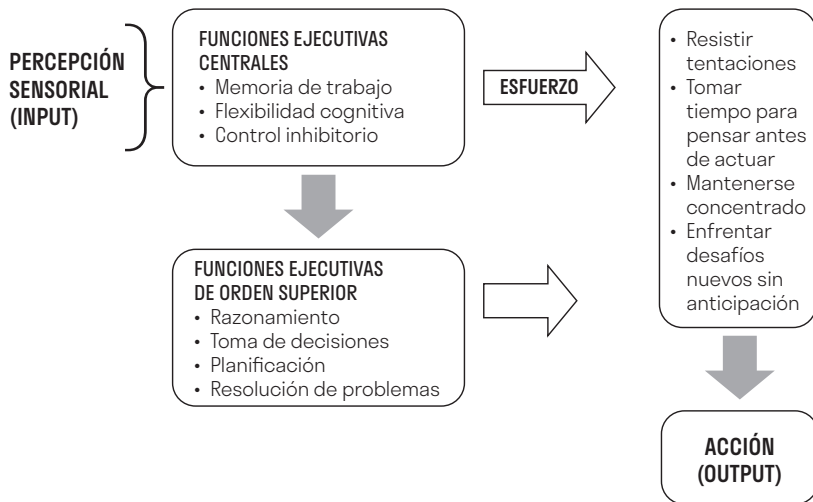 PERCEPCIÓN
SENSORIAL
(INPUT)
FUNCIONES EJECUTIVAS
CENTRALES
• Memoria de trabajo
• Flexibilidad cognitiva
• Control inhibitorio
ESFUERZO
• Resistir
tentaciones
• Tomar
tiempo para
pensar antes
de actuar
• Mantenerse
concentrado
• Enfrentar
desafíos
nuevos sin
anticipación
FUNCIONES EJECUTIVAS
DE ORDEN SUPERIOR
• Razonamiento
• Toma de decisiones
• Planificación
• Resolución de problemas
ACCIÓN
(OUTPUT)